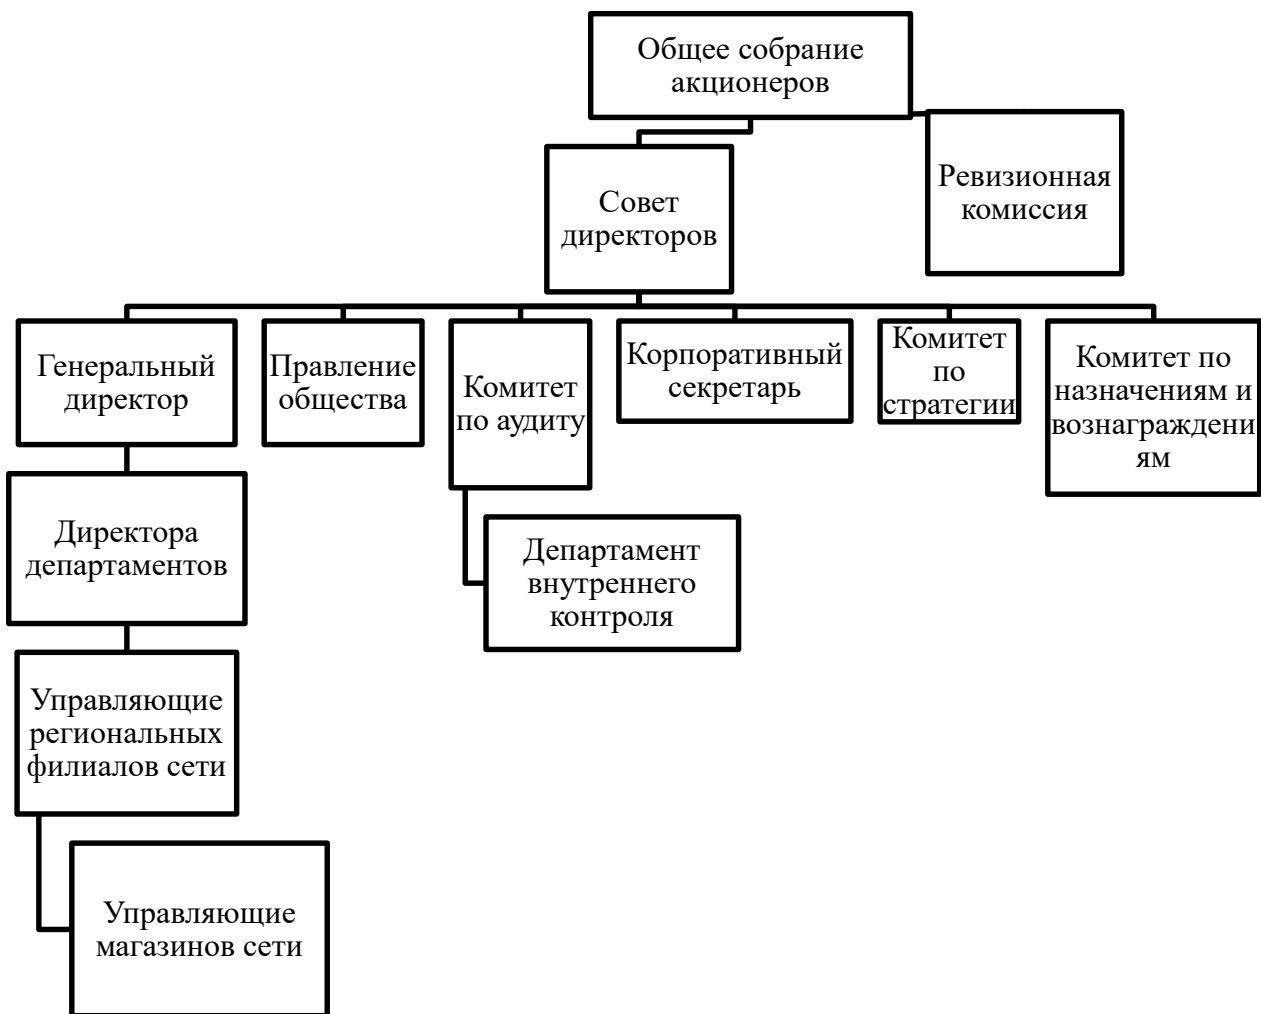 Общее собрание
акционеров
Ревизионная
комиссия
Совет
директоров
Генеральный
директор
Правление
общества
Комитет
по аудиту
Корпоративный
секретарь
Комитет
по
стратегии
Комитет по
назначениям и
вознаграждени
ям
Директора
департаментов
Департамент
внутреннего
контроля
Управляющие
региональных
филиалов сети
Управляющие
магазинов сети